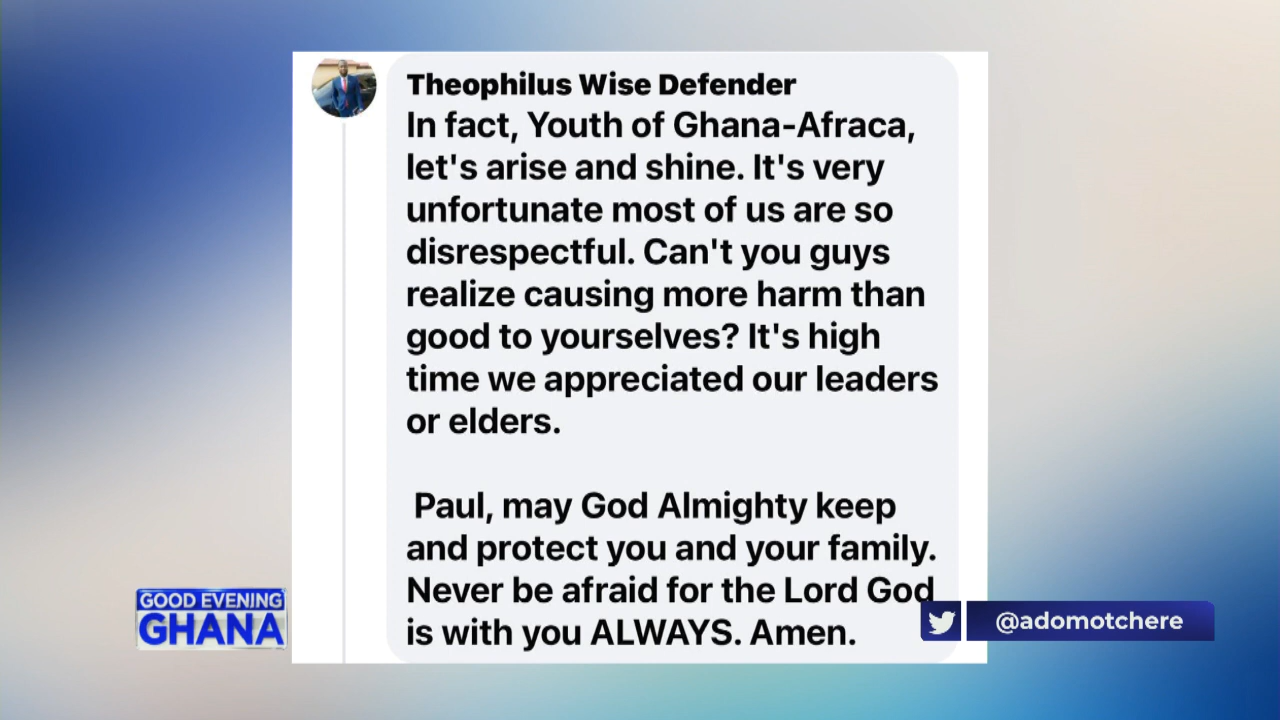 Theophilus Wise Defender
In fact, Youth of Ghana-Afraca,
let's arise and shine. It's very
unfortunate most of us are so
disrespectful. Can't you guys
realize causing more harm than
good to yourselves? It's high
time we appreciated our leaders
or elders.
Paul, may God Almighty keep
and protect you and your family.
Never be afraid for the Lord God
is with you ALWAYS. Amen.
GOOD EVENING
GHANA
@adomotchere